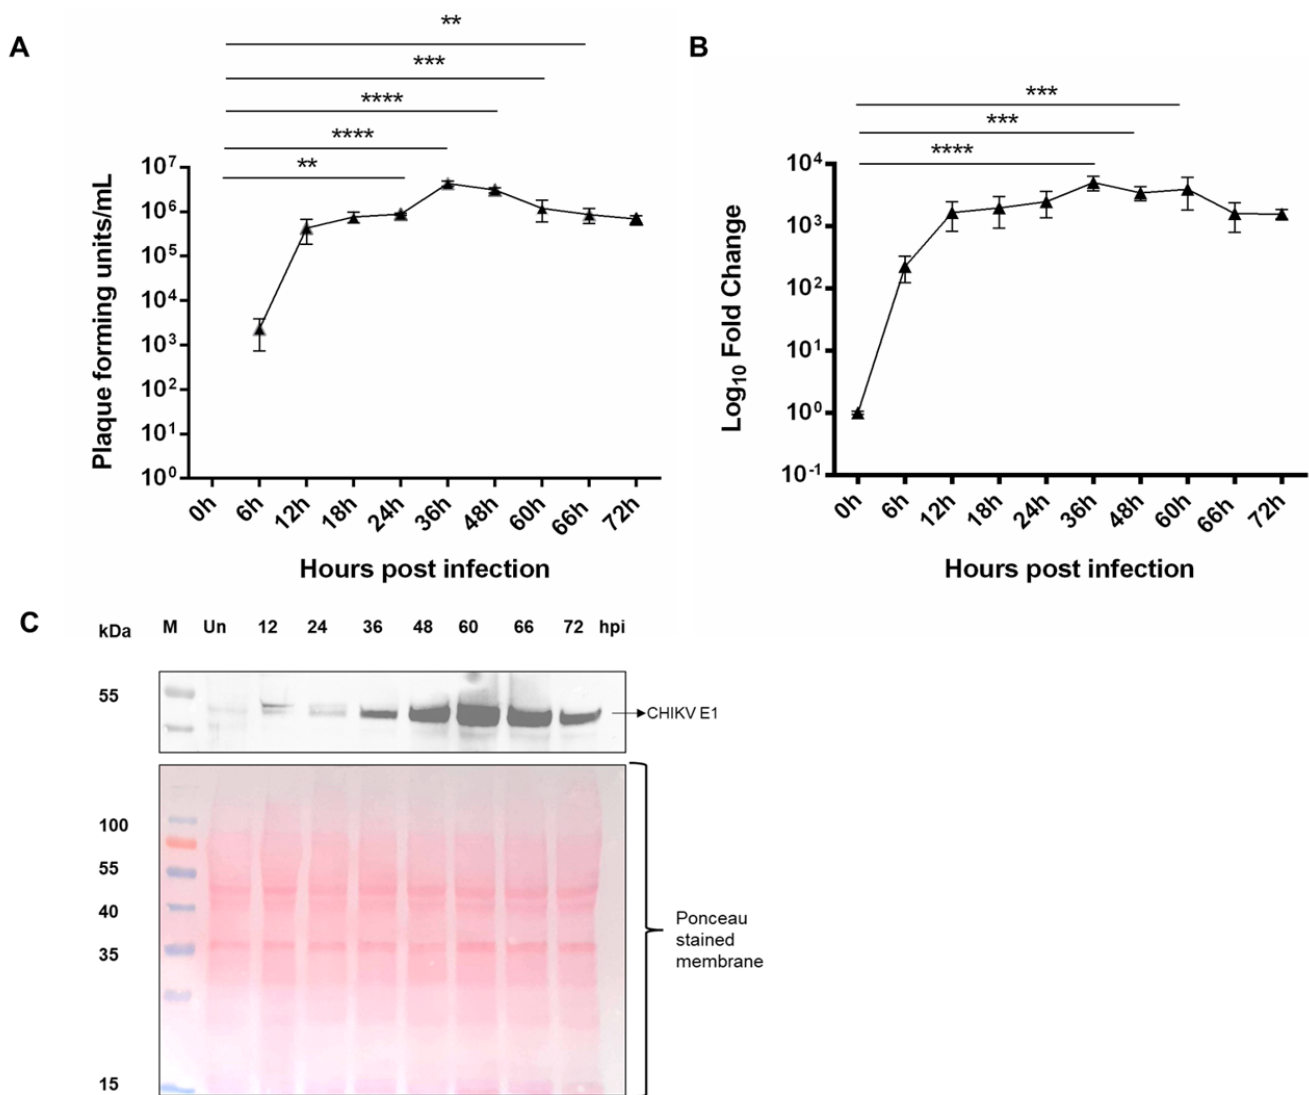 A
**
***
****
****
**
10⁷
10⁶
10⁵
10⁴
10³
10²
10¹
10⁰
Plaque forming units/mL
0h 6h 12h 18h 24h 36h 48h 60h 66h 72h
Hours post infection
B
***
***
****
10⁴
10³
10²
10¹
10⁰
10⁻¹
Log₁₀ Fold Change
0h 6h 12h 18h 24h 36h 48h 60h 66h 72h
Hours post infection
C
kDa M Un 12 24 36 48 60 66 72 hpi
55
CHIKV E1
100
55
40
35
15
Ponceau
stained
membrane